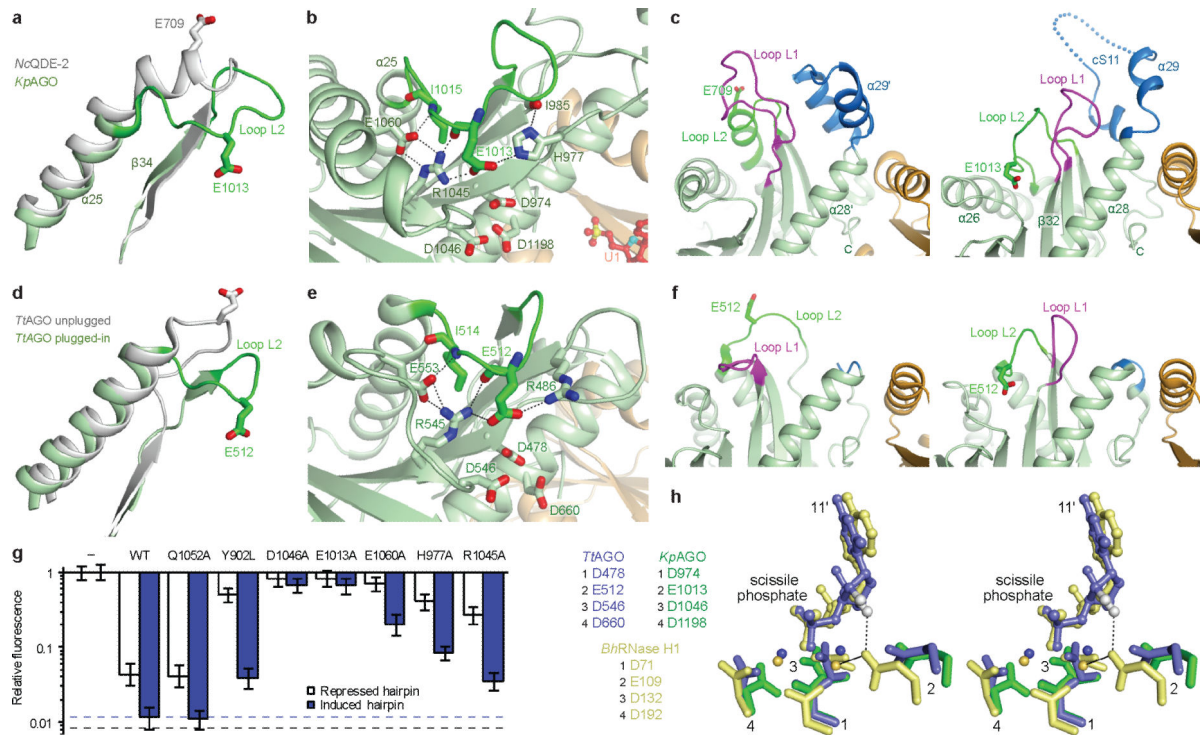 a
E709
NcQDE-2
KpAGO
Loop L2
β34
E1013
α25
b
α25
I1015
E1060
I985
E1013
H977
R1045
D974
D1046
D1198
U1
c
Loop L1
E709
α29'
Loop L2
α28'
C
cS11
α29
Loop L1
Loop L2
E1013
α26
β32
α28
C
d
TtAGO unplugged
TtAGO plugged-in
Loop L2
E512
e
I514
E512
E553
R486
R545
D478
D546
D660
f
E512
Loop L2
Loop L1
Loop L1
Loop L2
E512
g
– WT Q1052A Y902L D1046A E1013A E1060A H977A R1045A
Relative fluorescence
1
0.1
0.01
Repressed hairpin
Induced hairpin
TtAGO KpAGO
1 D478 1 D974
2 E512 2 E1013
3 D546 3 D1046
4 D660 4 D1198
BhRNase H1
1 D71
2 E109
3 D132
4 D192
h
11'
scissile
phosphate
3
2
4
1
11'
scissile
phosphate
3
2
4
1